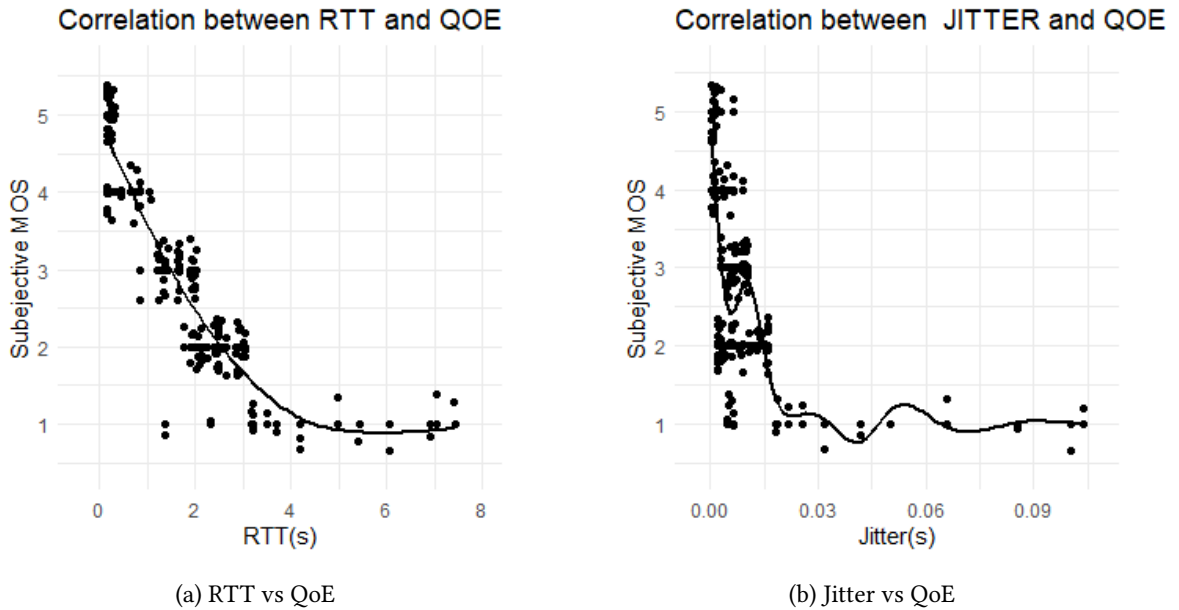 Correlation between RTT and QOE
Subejective MOS
5
4
3
2
1
0
2
4
6
8
RTT(s)
(a) RTT vs QoE
Correlation between  JITTER and QOE
Subjective MOS
5
4
3
2
1
0.00
0.03
0.06
0.09
Jitter(s)
(b) Jitter vs QoE